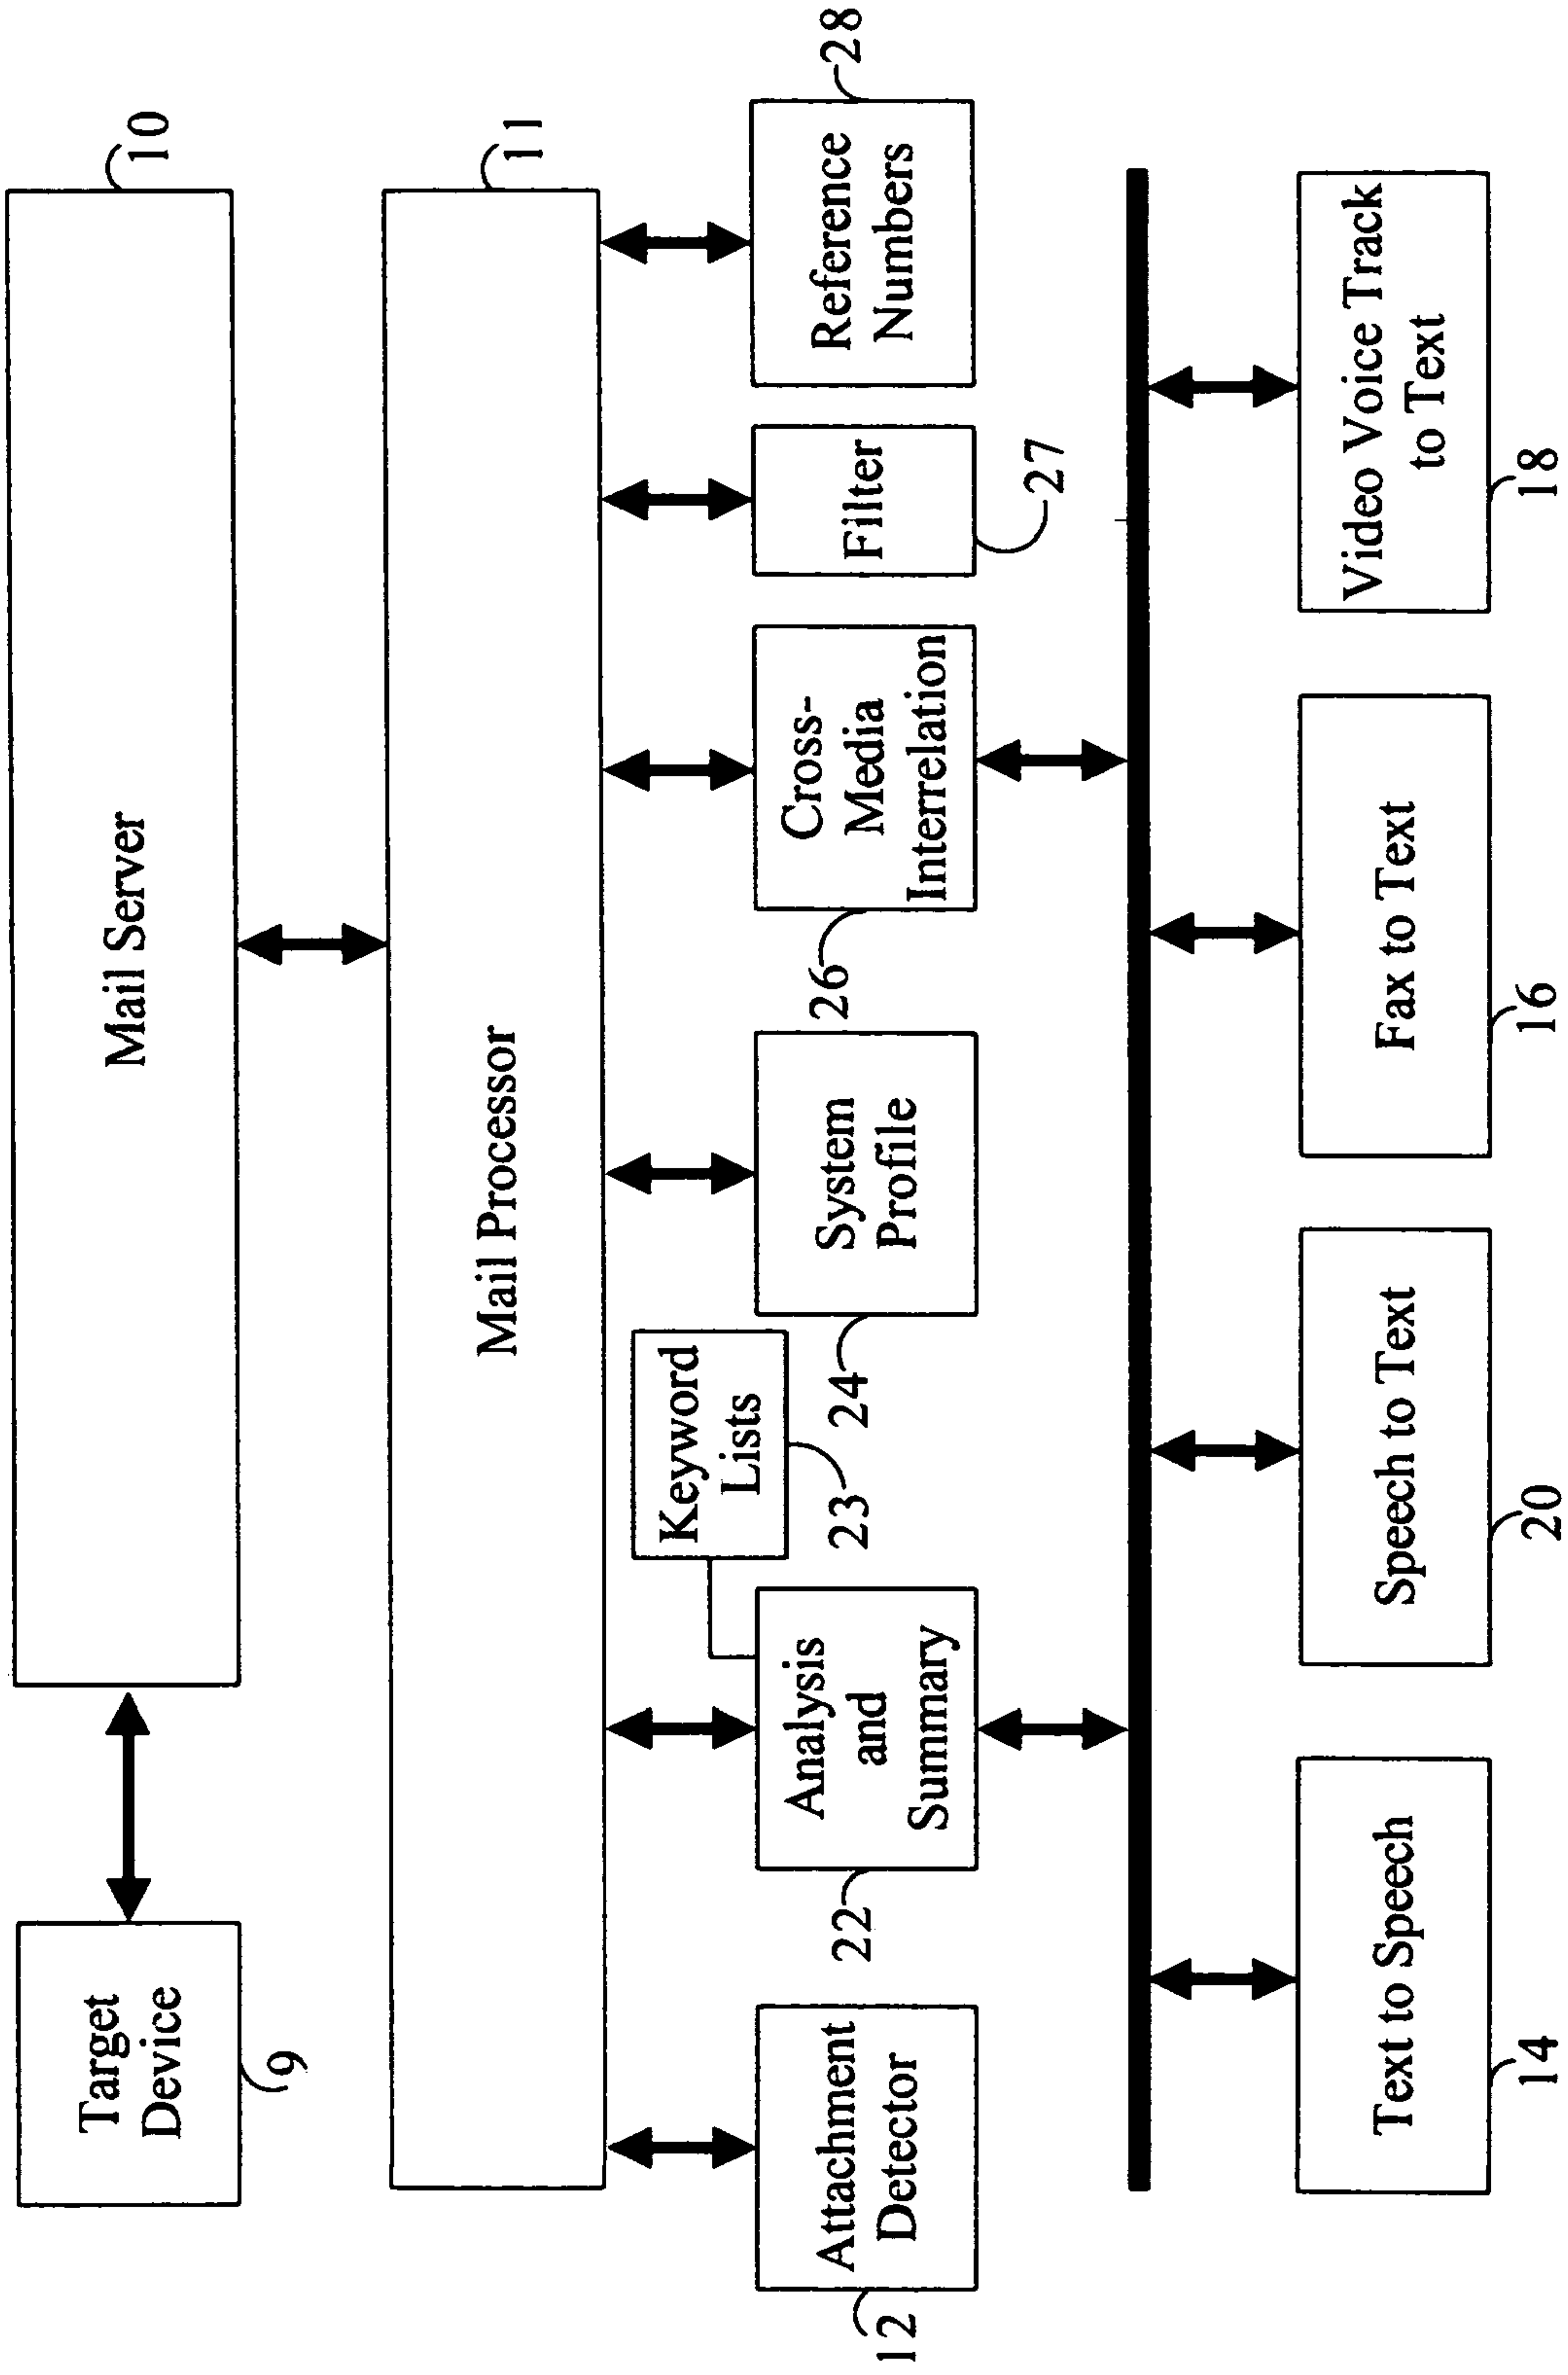 Target
Device
9
Mail Server
10
Mail Processor
11
Attachment
Detector
12
Analysis
and
Summary
22
Keyword
Lists
23
System
Profile
24
Cross-
Media
Interrelation
26
Filter
27
Reference
Numbers
28
Text to Speech
14
Speech to Text
20
Fax to Text
16
Video Voice Track
to Text
18